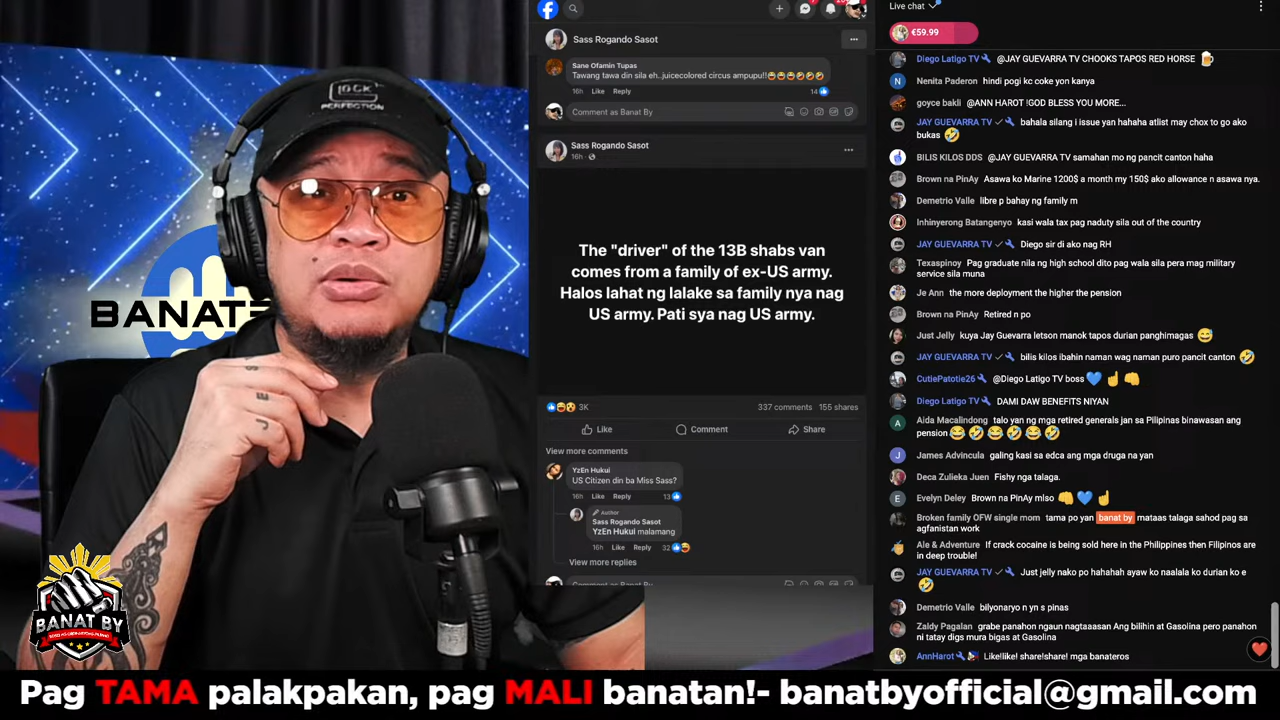 GLOCK
PERFECTION
BANATE
BANAT BY
Sass Rogando Sasot
Sane Ofamin Tupas
Tawang tawa din sila eh..juicecolored circus ampupu!!😂😂😂🤣🤣🤣
16h Like Reply 14
Comment as Banat By
Sass Rogando Sasot
16h
The "driver" of the 13B shabs van
comes from a family of ex-US army.
Halos lahat ng lalake sa family nya nag
US army. Pati sya nag US army.
3K 337 comments 155 shares
Like Comment Share
View more comments
YzEn Hukui
US Citizen din ba Miss Sass?
16h Like Reply 13
Author
Sass Rogando Sasot
YzEn Hukui malamang
16h Like Reply 32
View more replies
Comment as Banat By
Live chat
€59.99
Diego Latigo TV @JAY GUEVARRA TV CHOOKS TAPOS RED HORSE 🍺
Nenita Paderon hindi pogi kc coke yon kanya
goyce bakli @ANN HAROT !GOD BLESS YOU MORE...
JAY GUEVARRA TV bahala silang i issue yan hahaha atlist may chox to go ako
bukas 🤣
BILIS KILOS DDS @JAY GUEVARRA TV samahan mo ng pancit canton haha
Brown na PinAy Asawa ko Marine 1200$ a month my 150$ ako allowance n asawa nya.
Demetrio Valle libre p bahay ng family m
Inhinyerong Batangenyo kasi wala tax pag naduty sila out of the country
JAY GUEVARRA TV Diego sir di ako nag RH
Texaspinoy Pag graduate nila ng high school dito pag wala sila pera mag military
service sila muna
Je Ann the more deployment the higher the pension
Brown na PinAy Retired n po
Just Jelly kuya Jay Guevarra letson manok tapos durian panghimagas 😅
JAY GUEVARRA TV bilis kilos ibahin naman wag naman puro pancit canton 🤣
CutiePatotie26 @Diego Latigo TV boss💙☝👊
Diego Latigo TV DAMI DAW BENEFITS NIYAN
Aida Macalindong talo yan ng mga retired generals jan sa Pilipinas binawasan ang
pension😂🤣😂🤣😂🤣
James Advincula galing kasi sa edca ang mga druga na yan
Deca Zulieka Juen Fishy nga talaga.
Evelyn Deley Brown na PinAy mlso 👊💙☝
Broken family OFW single mom tama po yan banat by mataas talaga sahod pag sa
agfanistan work
Ale & Adventure If crack cocaine is being sold here in the Philippines then Filipinos are
in deep trouble!
JAY GUEVARRA TV Just jelly nako po hahahah ayaw ko naalala ko durian ko e
🤣
Demetrio Valle bilyonaryo n yn s pinas
Zaldy Pagalan grabe panahon ngaun nagtaaasan Ang bilihin at Gasolina pero panahon
ni tatay digs mura bigas at Gasolina
AnnHarot Like!like! share!share! mga banateros
Pag TAMA palakpakan, pag MALI banatan!- banatbyofficial@gmail.com